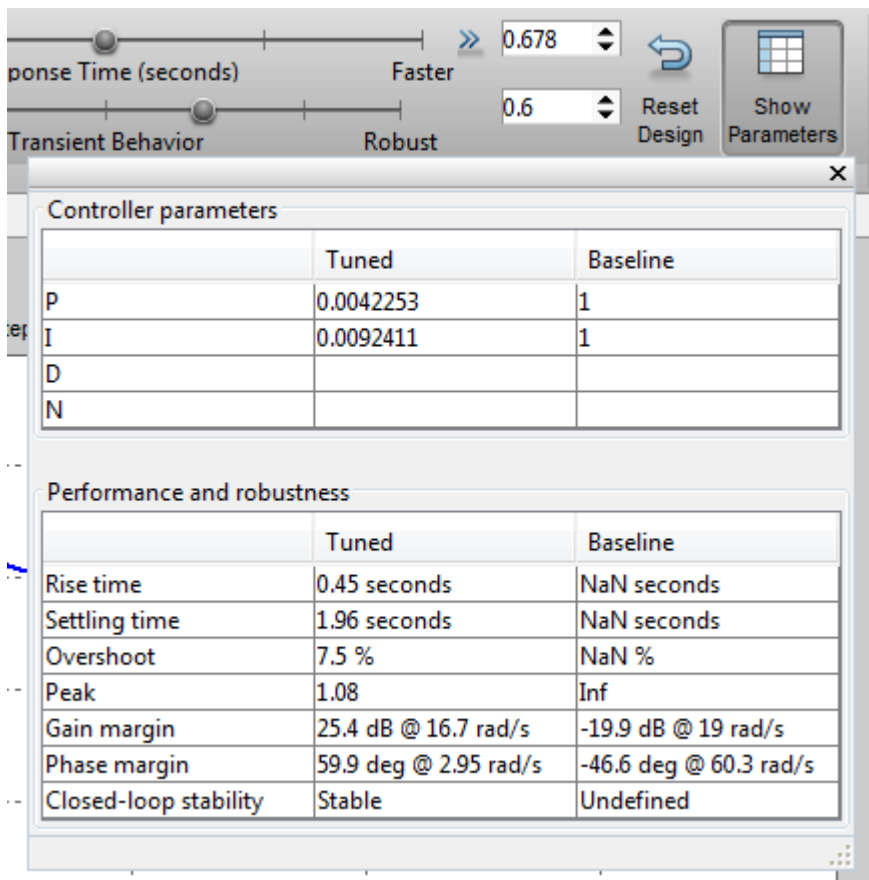 0.678
ponse Time (seconds) Faster
0.6
Reset Design
Show Parameters
Transient Behavior Robust
Controller parameters
Tuned Baseline
P 0.0042253 1
I 0.0092411 1
D
N
Performance and robustness
Tuned Baseline
Rise time 0.45 seconds NaN seconds
Settling time 1.96 seconds NaN seconds
Overshoot 7.5 % NaN %
Peak 1.08 Inf
Gain margin 25.4 dB @ 16.7 rad/s -19.9 dB @ 19 rad/s
Phase margin 59.9 deg @ 2.95 rad/s -46.6 deg @ 60.3 rad/s
Closed-loop stability Stable Undefined